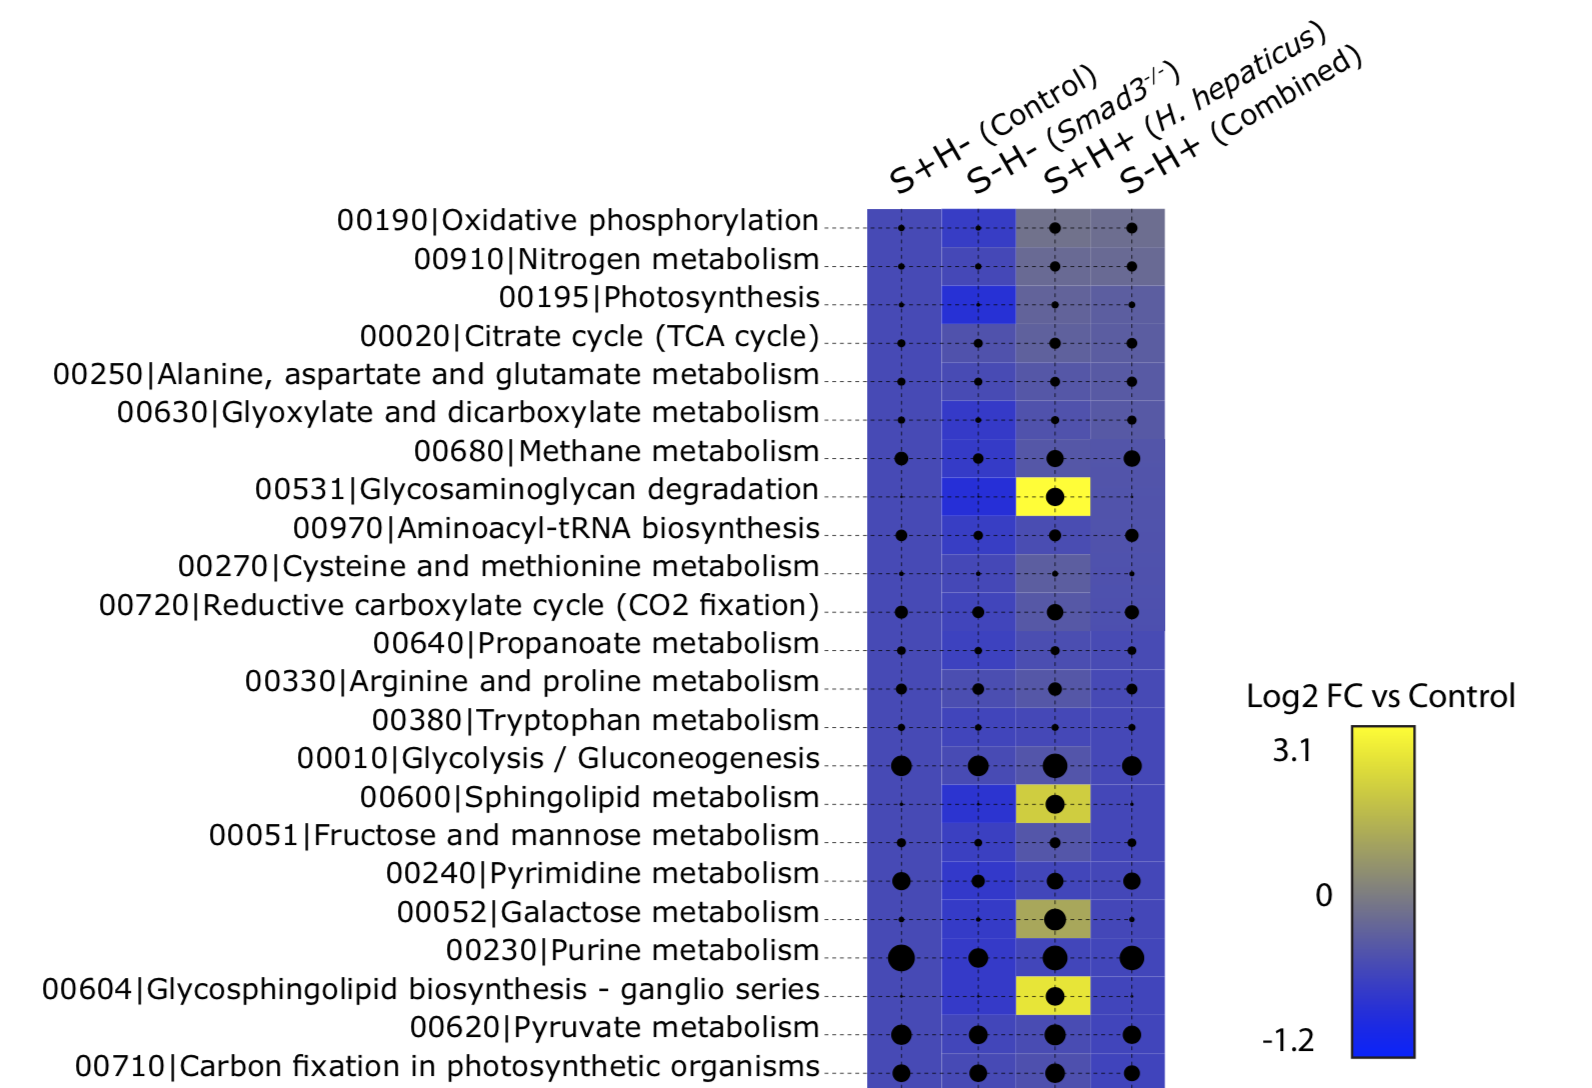 S+H- (Control)
S-H- (Smad3-/-)
S+H+ (H. hepaticus)
S-H+ (Combined)
00190|Oxidative phosphorylation
00910|Nitrogen metabolism
00195|Photosynthesis
00020|Citrate cycle (TCA cycle)
00250|Alanine, aspartate and glutamate metabolism
00630|Glyoxylate and dicarboxylate metabolism
00680|Methane metabolism
00531|Glycosaminoglycan degradation
00970|Aminoacyl-tRNA biosynthesis
00270|Cysteine and methionine metabolism
00720|Reductive carboxylate cycle (CO2 fixation)
00640|Propanoate metabolism
00330|Arginine and proline metabolism
00380|Tryptophan metabolism
00010|Glycolysis / Gluconeogenesis
00600|Sphingolipid metabolism
00051|Fructose and mannose metabolism
00240|Pyrimidine metabolism
00052|Galactose metabolism
00230|Purine metabolism
00604|Glycosphingolipid biosynthesis - ganglio series
00620|Pyruvate metabolism
00710|Carbon fixation in photosynthetic organisms
Log2 FC vs Control
3.1
0
-1.2